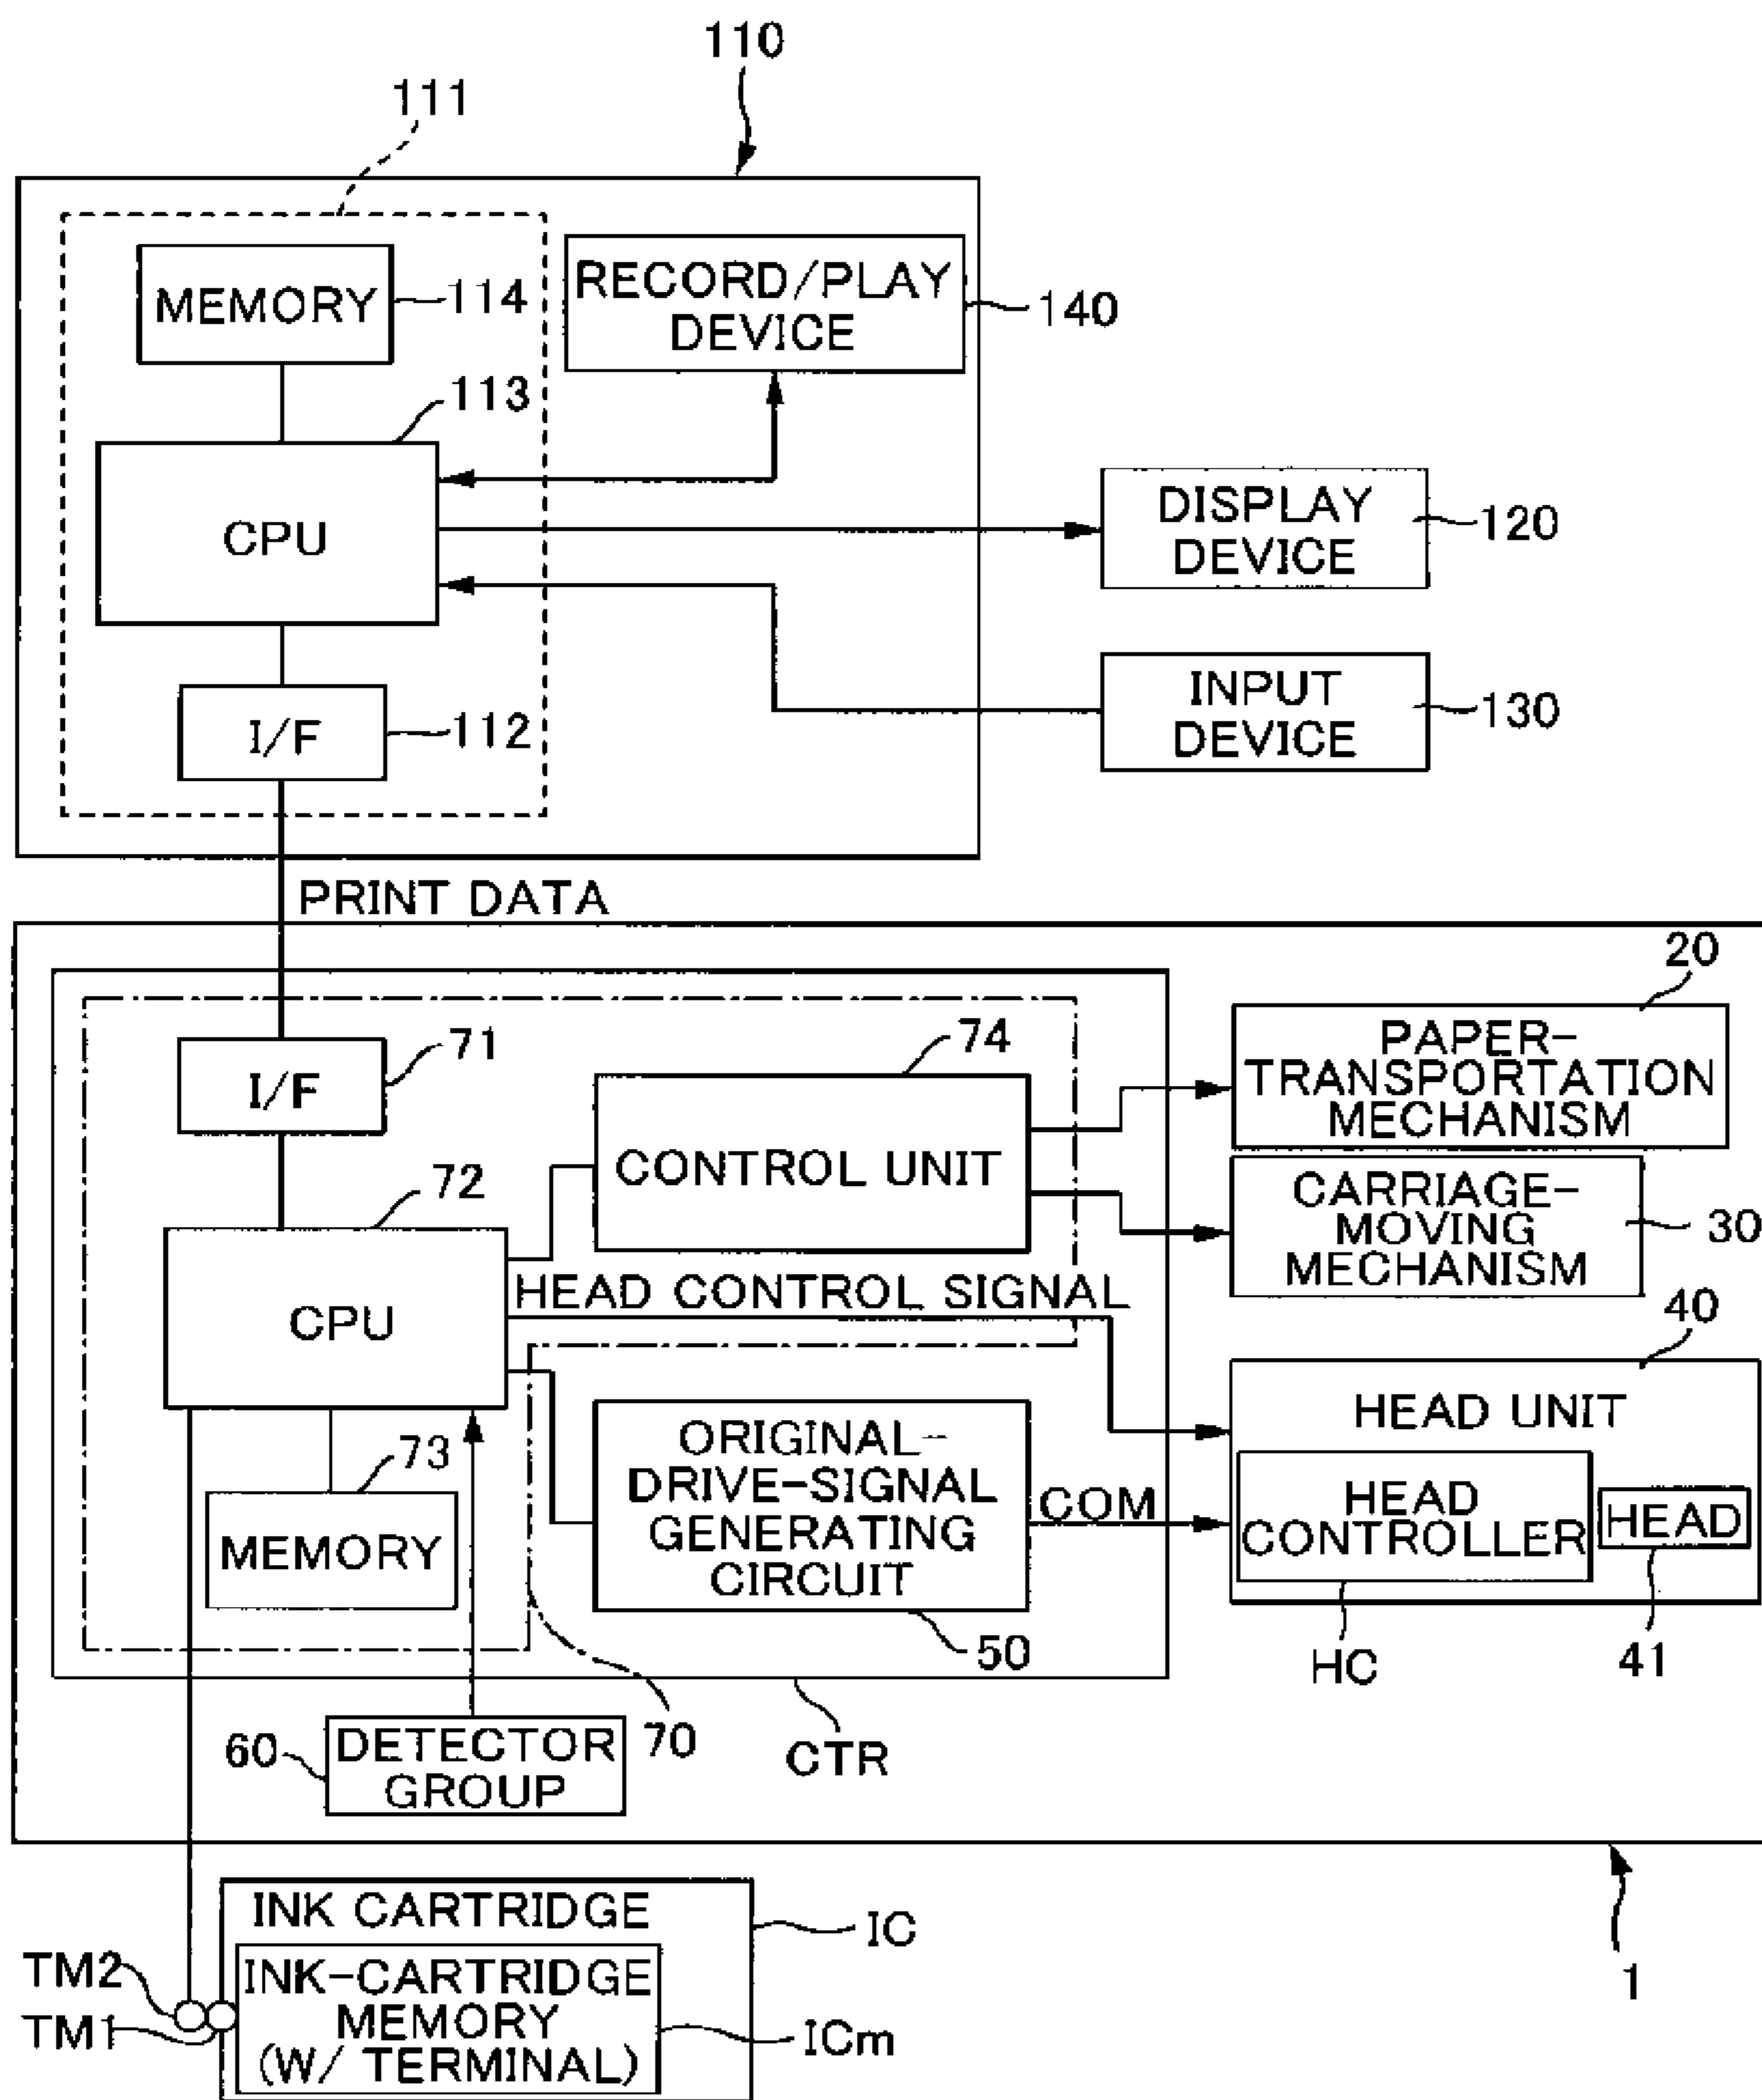 110
111
MEMORY
114
RECORD/PLAY
DEVICE
140
113
CPU
DISPLAY
DEVICE
120
INPUT
DEVICE
130
I/F
112
PRINT DATA
20
PAPER-
TRANSPORTATION
MECHANISM
71
I/F
74
CONTROL UNIT
72
CPU
CARRIAGE-
MOVING
MECHANISM
30
HEAD CONTROL SIGNAL
40
HEAD UNIT
ORIGINAL-
DRIVE-SIGNAL
GENERATING
CIRCUIT
COM
HEAD
CONTROLLER
HEAD
73
MEMORY
50
HC
41
70
CTR
60
DETECTOR
GROUP
1
INK CARTRIDGE
IC
TM2
TM1
INK-CARTRIDGE
MEMORY
(W/ TERMINAL)
ICm